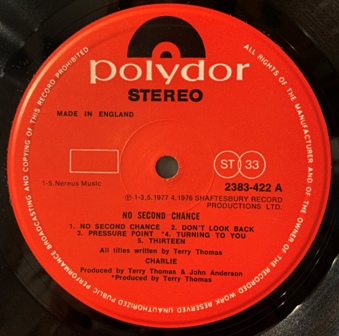 polydor
STEREO
MADE IN ENGLAND
ST 33
1-5. Nereus Music
2383-422 A
Ⓟ 1-3.5. 1977 4.1976 SHAFTESBURY RECORD
PRODUCTIONS LTD.
NO SECOND CHANCE
1. NO SECOND CHANCE 2. DON'T LOOK BACK
3. PRESSURE POINT *4. TURNING TO YOU
5. THIRTEEN
All titles written by Terry Thomas
CHARLIE
Produced by Terry Thomas & John Anderson
*Produced by Terry Thomas
ALL RIGHTS OF THE MANUFACTURER AND OF THE OWNER OF THE RECORDED WORK RESERVED UNAUTHORIZED PUBLIC PERFORMANCE BROADCASTING AND COPYING OF THIS RECORD PROHIBITED